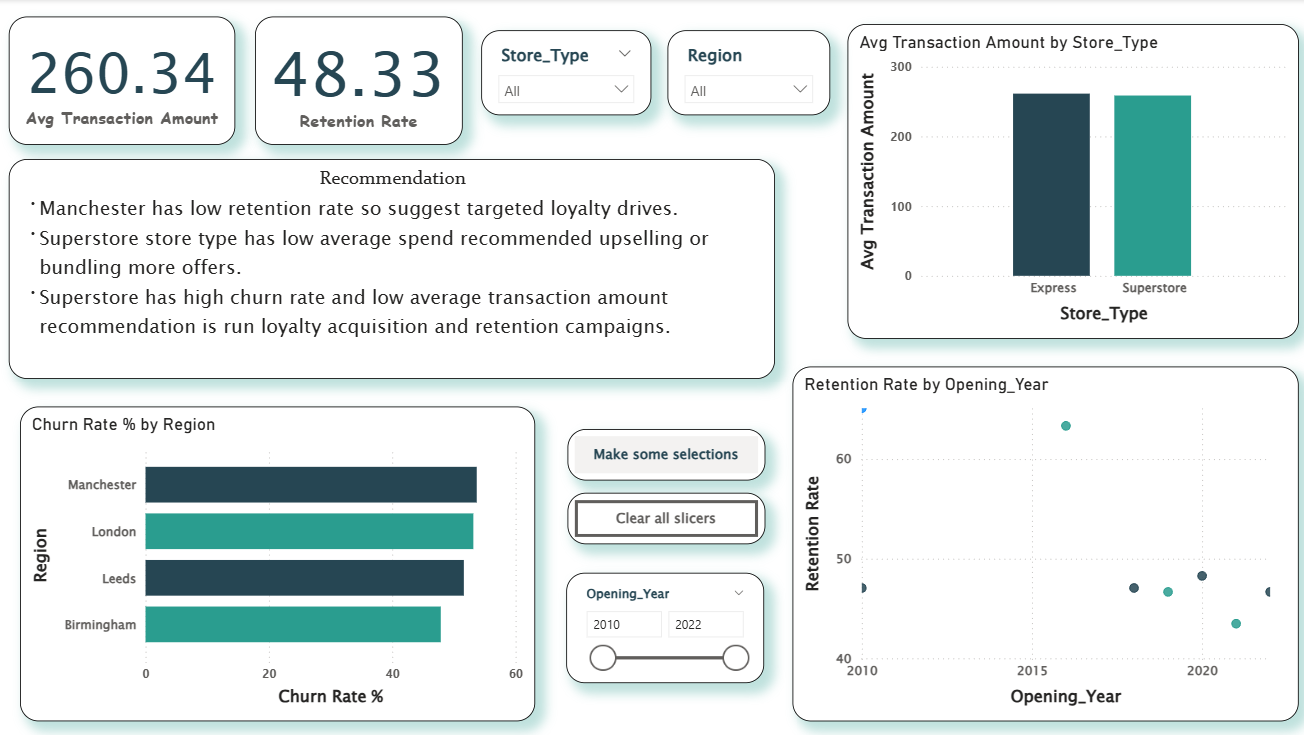 260.34
Avg Transaction Amount
48.33
Retention Rate
Store_Type
All
Region
All
Recommendation
· Manchester has low retention rate so suggest targeted loyalty drives.
· Superstore store type has low average spend recommended upselling or
bundling more offers.
· Superstore has high churn rate and low average transaction amount
recommendation is run loyalty acquisition and retention campaigns.
Avg Transaction Amount by Store_Type
Avg Transaction Amount
300
200
100
0
Express
Superstore
Store_Type
Churn Rate % by Region
Region
Manchester
London
Leeds
Birmingham
0
20
40
60
Churn Rate %
Make some selections
Clear all slicers
Opening_Year
2010
2022
Retention Rate by Opening_Year
Retention Rate
60
50
40
2010
2015
2020
Opening_Year